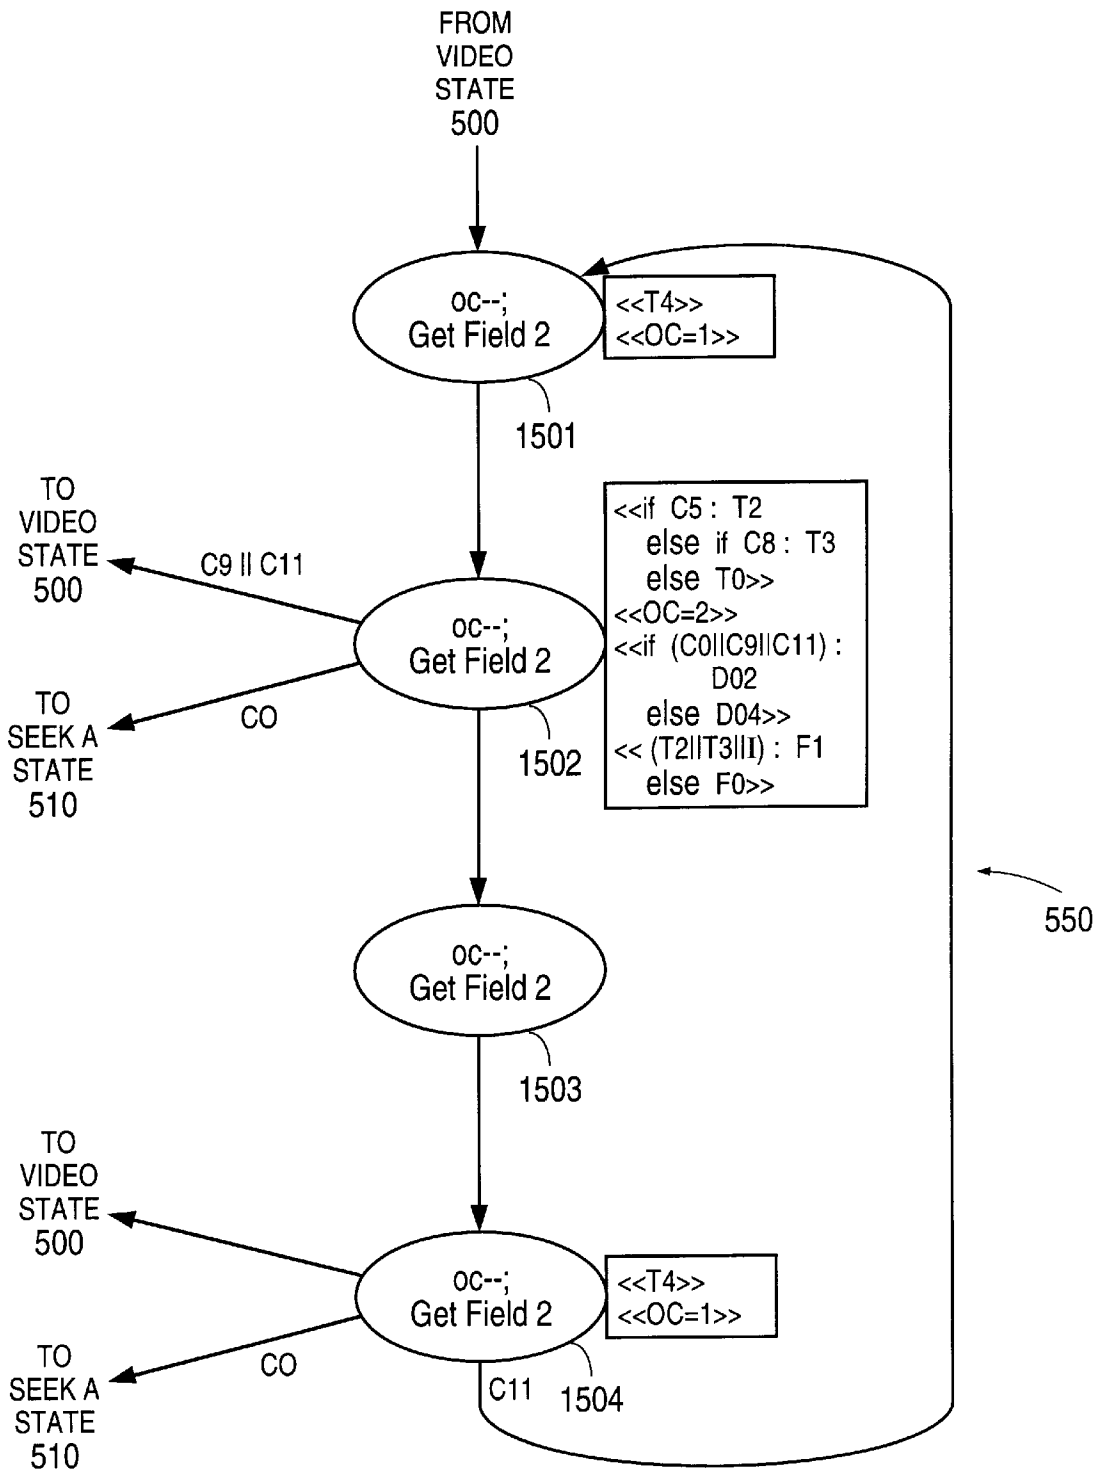 FROM
VIDEO
STATE
500
oc--;
Get Field 2
<<T4>>
<<OC=1>>
1501
TO
VIDEO
STATE
500
C9 || C11
oc--;
Get Field 2
<<if C5 : T2
else if C8 : T3
else T0>>
<<OC=2>>
<<if (C0||C9||C11) :
D02
else D04>>
<< (T2||T3||I) : F1
else F0>>
TO
SEEK A
STATE
510
CO
1502
550
oc--;
Get Field 2
1503
TO
VIDEO
STATE
500
oc--;
Get Field 2
<<T4>>
<<OC=1>>
TO
SEEK A
STATE
510
CO
C11
1504